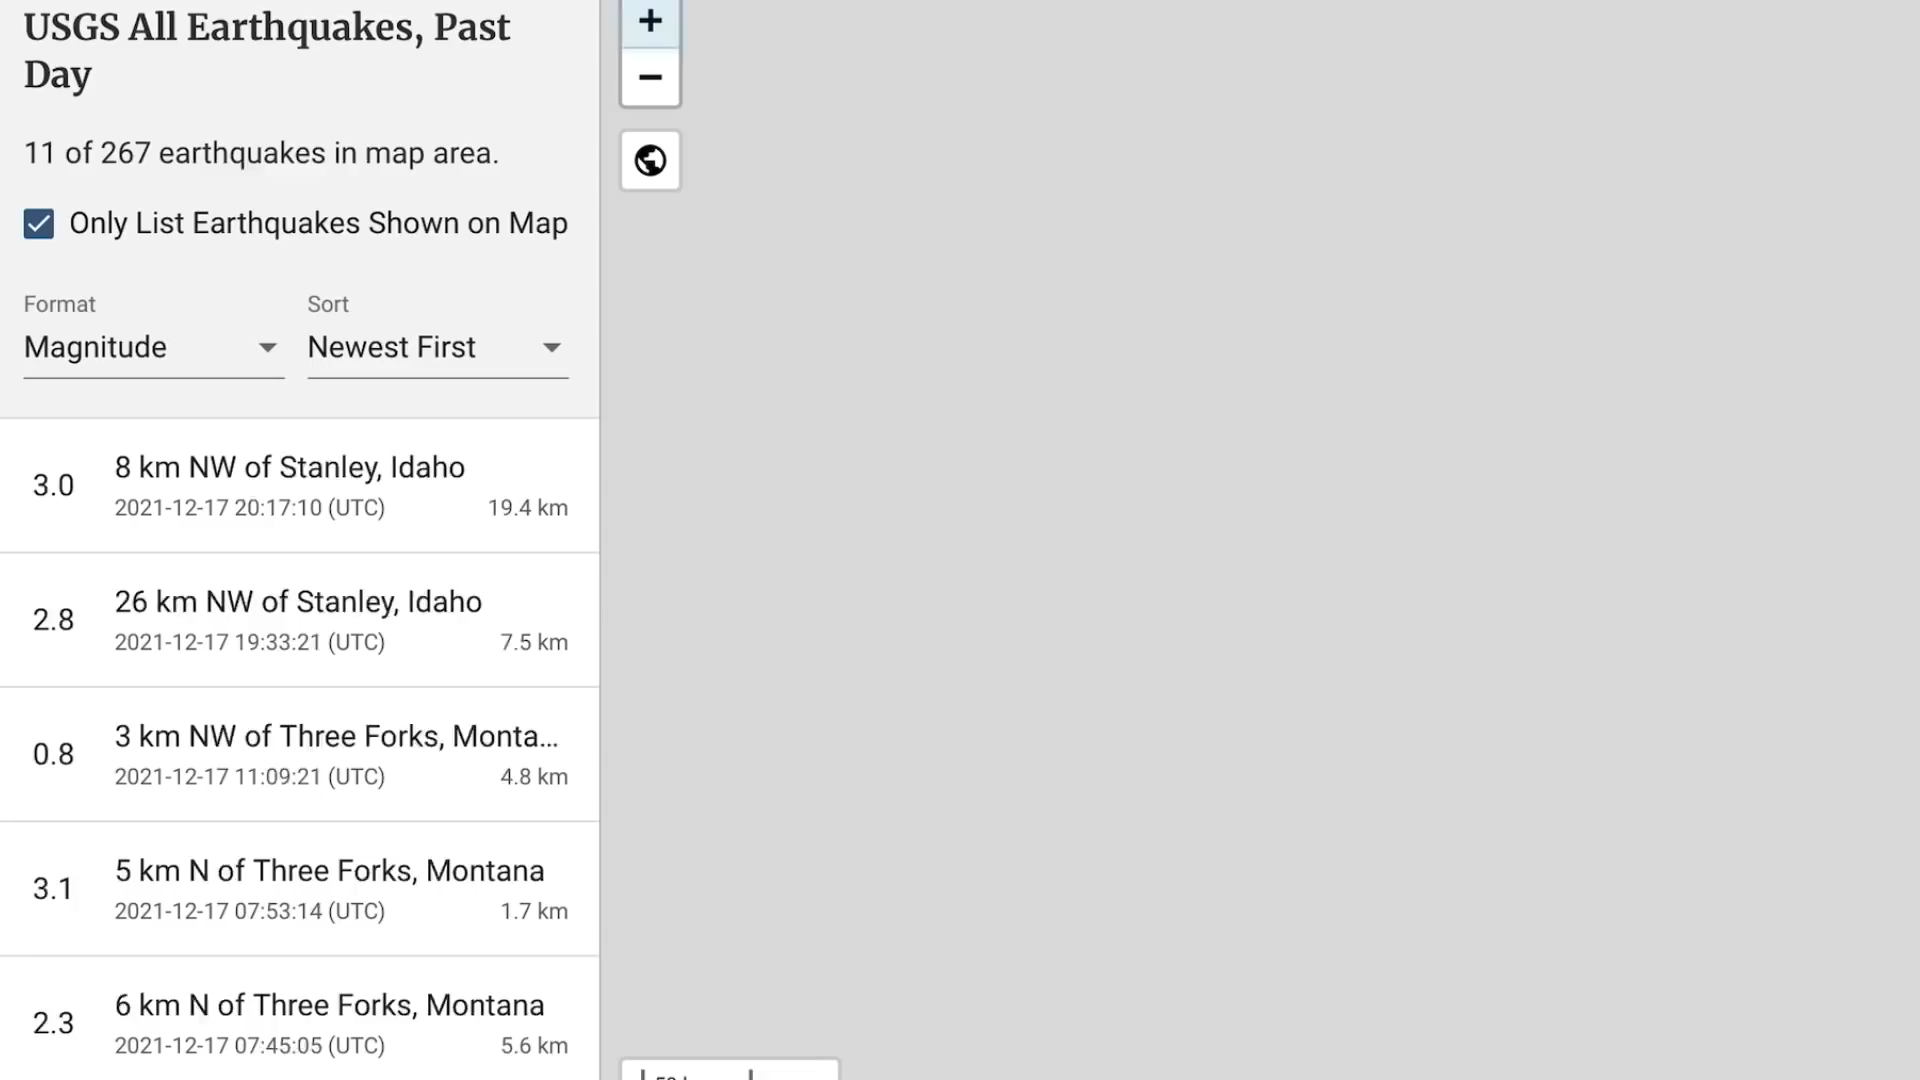 USGS All Earthquakes, Past
Day
11 of 267 earthquakes in map area.
Only List Earthquakes Shown on Map
Format
Sort
Magnitude
Newest First
3.0
8 km NW of Stanley, Idaho
2021-12-17 20:17:10 (UTC)
19.4 km
2.8
26 km NW of Stanley, Idaho
2021-12-17 19:33:21 (UTC)
7.5 km
0.8
3 km NW of Three Forks, Monta...
2021-12-17 11:09:21 (UTC)
4.8 km
3.1
5 km N of Three Forks, Montana
2021-12-17 07:53:14 (UTC)
1.7 km
2.3
6 km N of Three Forks, Montana
2021-12-17 07:45:05 (UTC)
5.6 km